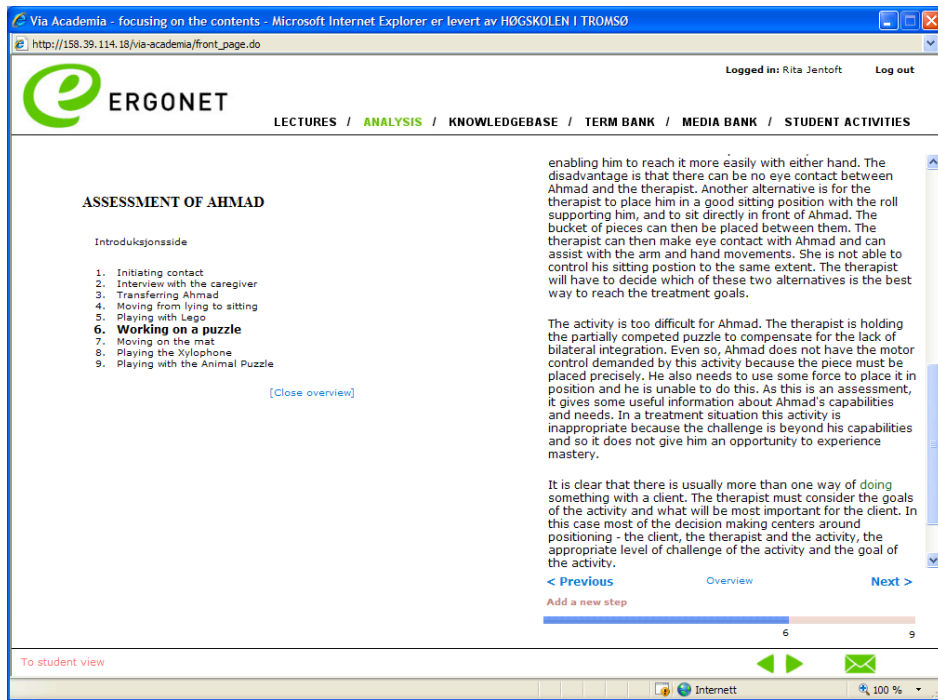 Via Academia - focusing on the contents - Microsoft Internet Explorer er levert av HØGSKOLEN I TROMSØ
http://158.39.114.18/via-academia/front_page.do
Logged in: Rita Jentoft Log out
e ERGONET
LECTURES / ANALYSIS / KNOWLEDGEBASE / TERM BANK / MEDIA BANK / STUDENT ACTIVITIES
ASSESSMENT OF AHMAD
Introduksjonsside
1. Initiating contact
2. Interview with the caregiver
3. Transferring Ahmad
4. Moving from lying to sitting
5. Playing with Lego
6. Working on a puzzle
7. Moving on the mat
8. Playing the Xylophone
9. Playing with the Animal Puzzle
[Close overview]
enabling him to reach it more easily with either hand. The
disadvantage is that there can be no eye contact between
Ahmad and the therapist. Another alternative is for the
therapist to place him in a good sitting position with the roll
supporting him, and to sit directly in front of Ahmad. The
bucket of pieces can then be placed between them. The
therapist can then make eye contact with Ahmad and can
assist with the arm and hand movements. She is not able to
control his sitting postion to the same extent. The therapist
will have to decide which of these two alternatives is the best
way to reach the treatment goals.
The activity is too difficult for Ahmad. The therapist is holding
the partially competed puzzle to compensate for the lack of
bilateral integration. Even so, Ahmad does not have the motor
control demanded by this activity because the piece must be
placed precisely. He also needs to use some force to place it in
position and he is unable to do this. As this is an assessment,
it gives some useful information about Ahmad's capabilities
and needs. In a treatment situation this activity is
inappropriate because the challenge is beyond his capabilities
and so it does not give him an opportunity to experience
mastery.
It is clear that there is usually more than one way of doing
something with a client. The therapist must consider the goals
of the activity and what will be most important for the client. In
this case most of the decision making centers around
positioning - the client, the therapist and the activity, the
appropriate level of challenge of the activity and the goal of
the activity.
< Previous Overview Next >
Add a new step
6 9
To student view
Internett 100 %